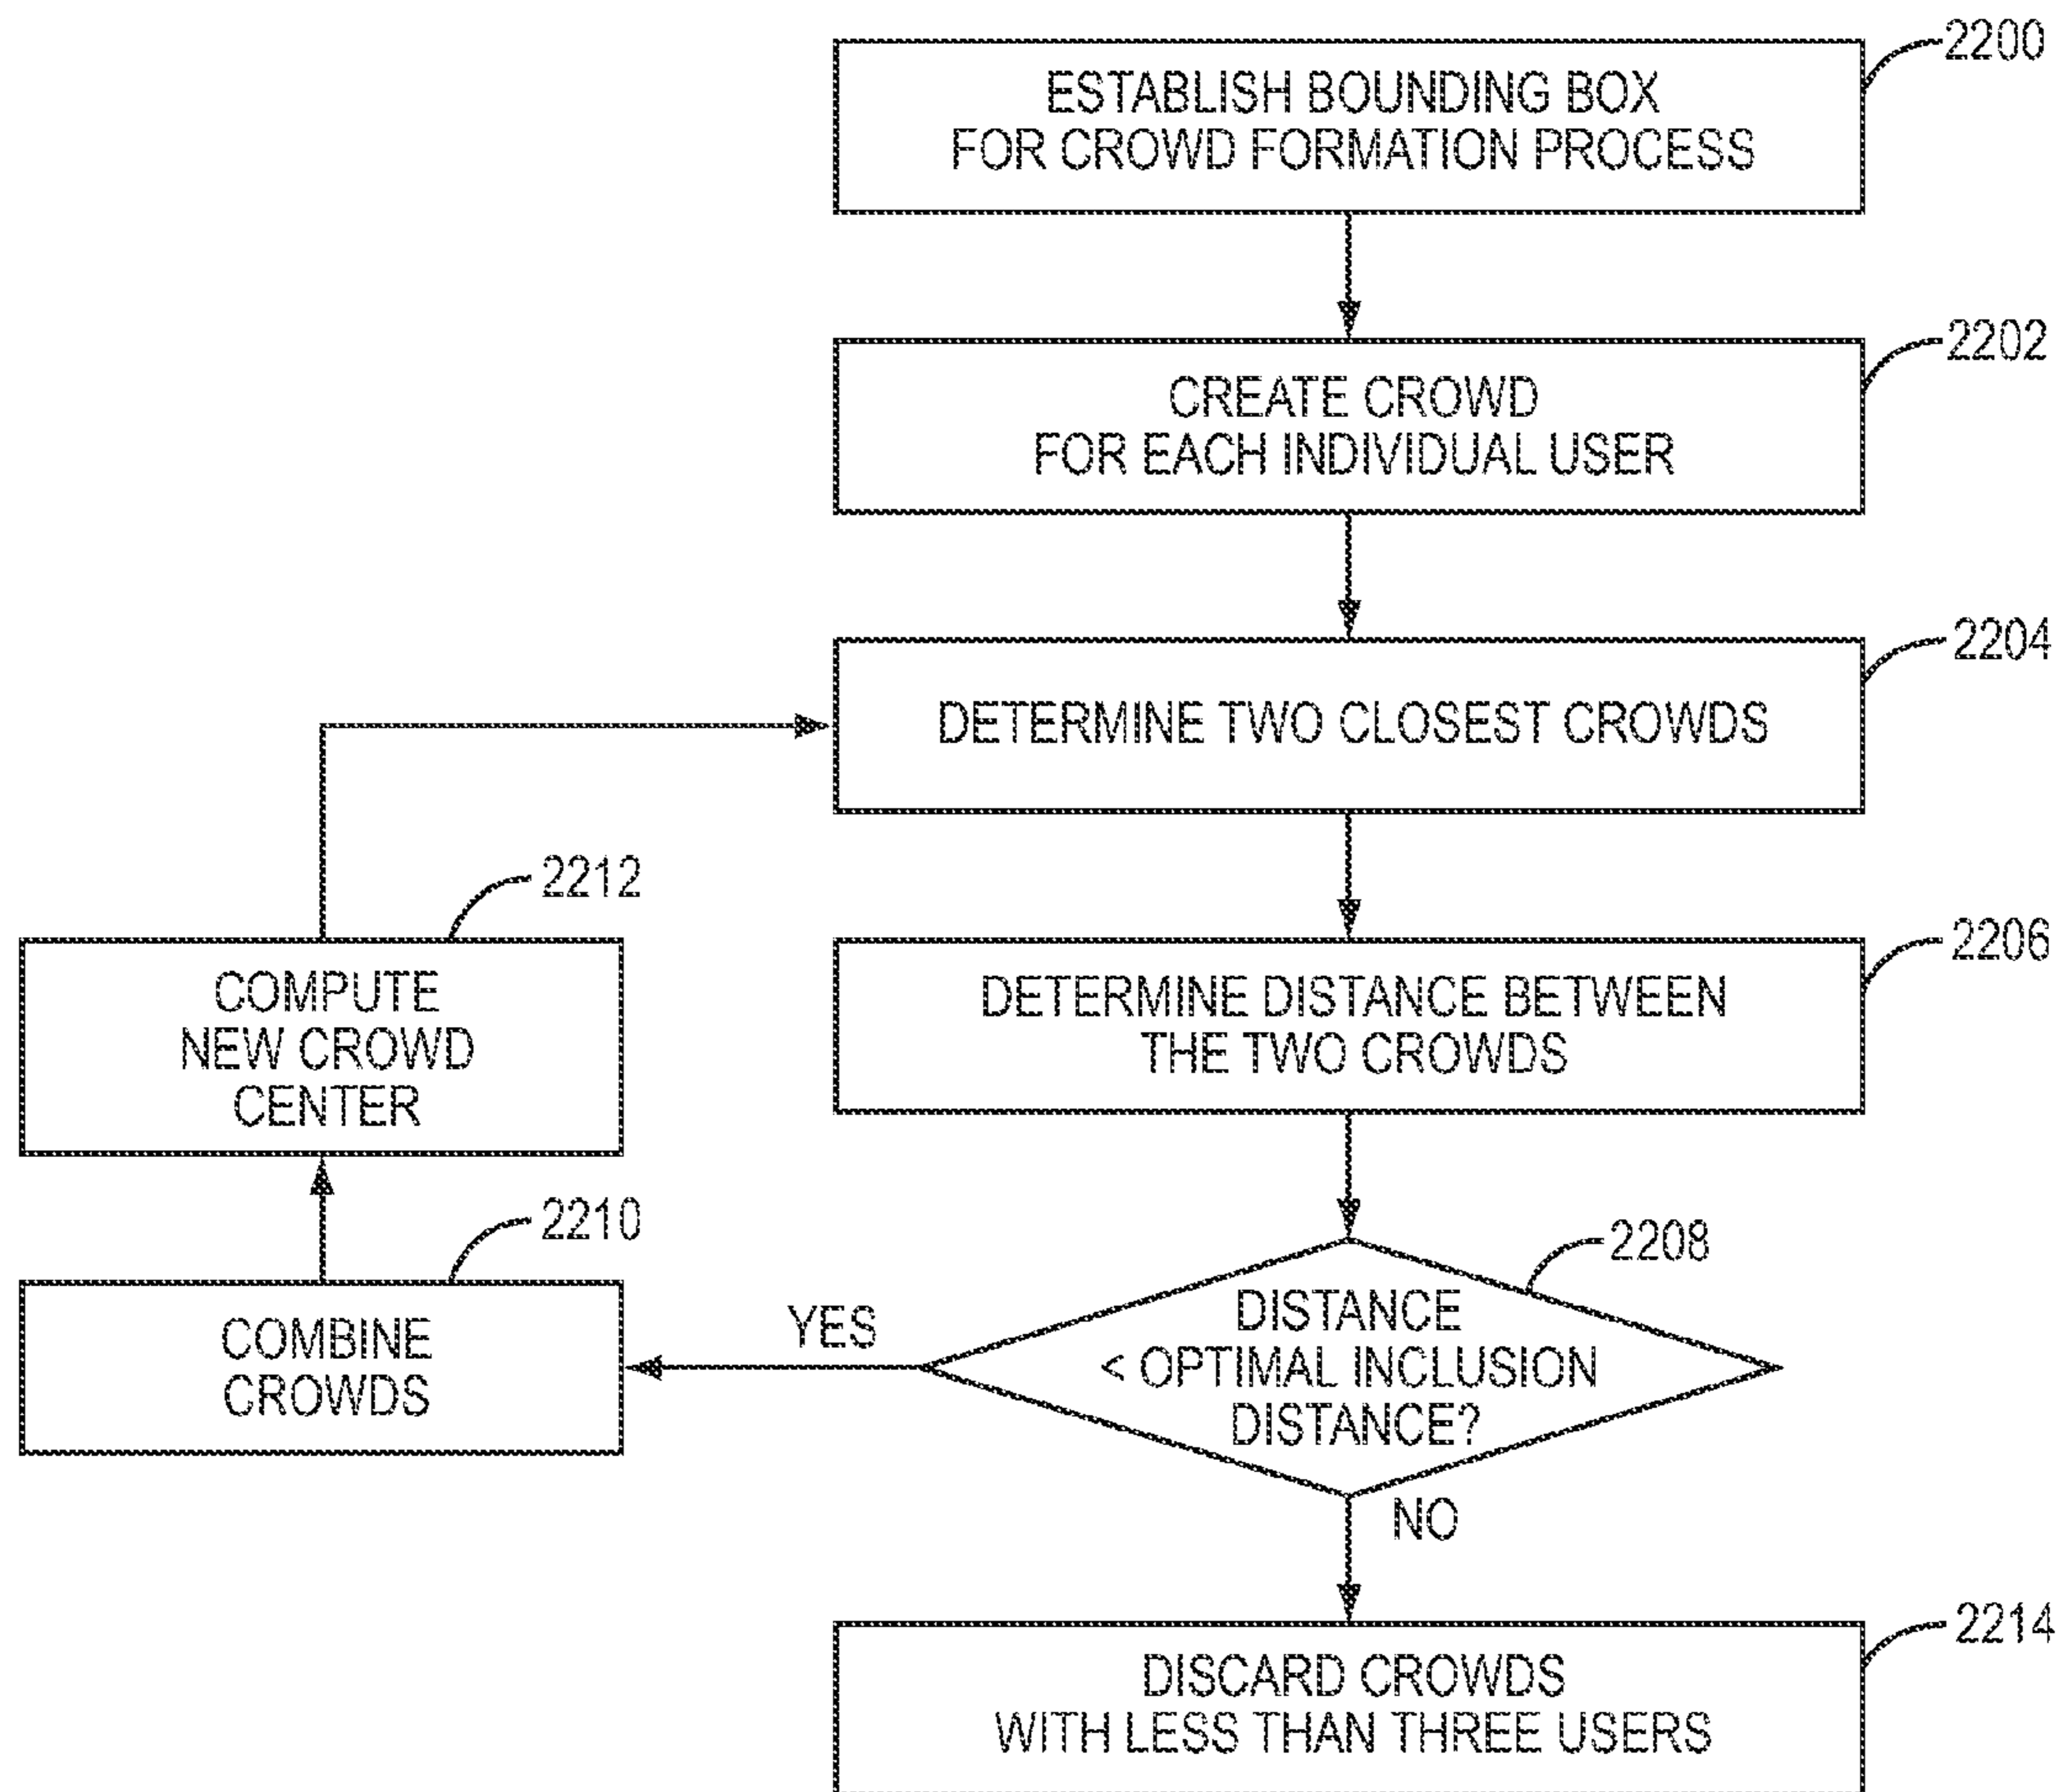 2200
ESTABLISH BOUNDING BOX
FOR CROWD FORMATION PROCESS
2202
CREATE CROWD
FOR EACH INDIVIDUAL USER
2204
DETERMINE TWO CLOSEST CROWDS
2206
DETERMINE DISTANCE BETWEEN
THE TWO CROWDS
2208
DISTANCE
< OPTIMAL INCLUSION
DISTANCE?
YES
2210
COMBINE
CROWDS
2212
COMPUTE
NEW CROWD
CENTER
NO
2214
DISCARD CROWDS
WITH LESS THAN THREE USERS